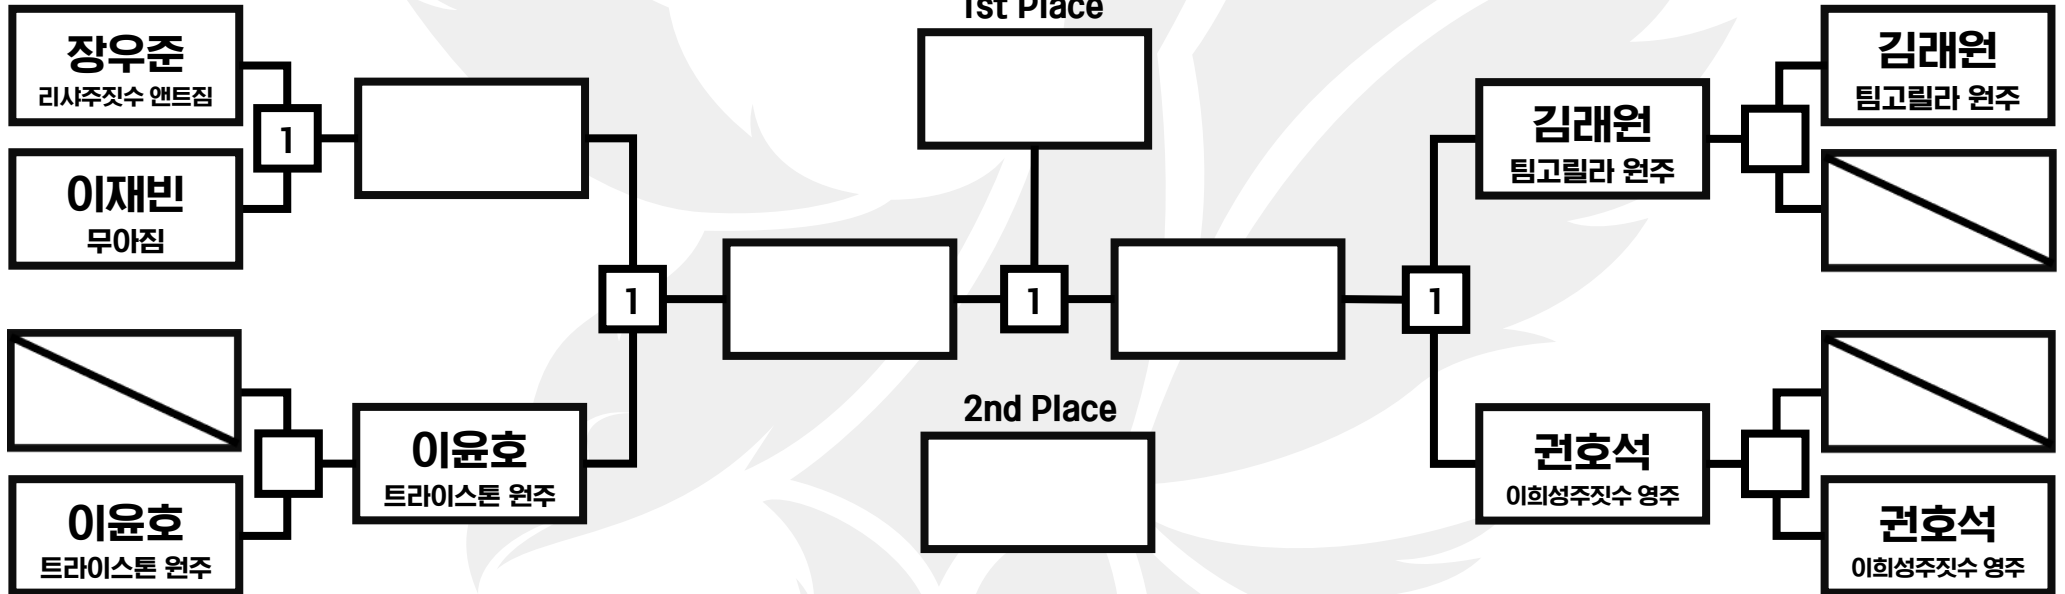 1st Place
장우준
리샤주짓수 앤트짐
1
이재빈
무아짐
1
이윤호
트라이스톤 원주
이윤호
트라이스톤 원주
1
2nd Place
김래원
팀고릴라 원주
김래원
팀고릴라 원주
1
권호석
이희성주짓수 영주
권호석
이희성주짓수 영주